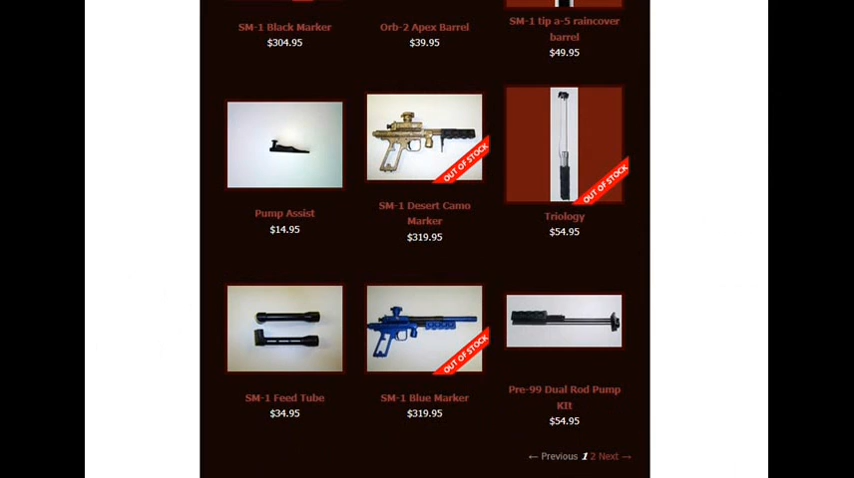 SM-1 Black Marker
$304.95
Orb-2 Apex Barrel
$39.95
SM-1 tip a-5 raincover
barrel
$49.95
Pump Assist
$14.95
OUT OF STOCK
SM-1 Desert Camo
Marker
$319.95
OUT OF STOCK
Triology
$54.95
SM-1 Feed Tube
$34.95
OUT OF STOCK
SM-1 Blue Marker
$319.95
Pre-99 Dual Rod Pump
KIt
$54.95
← Previous 1 2 Next →